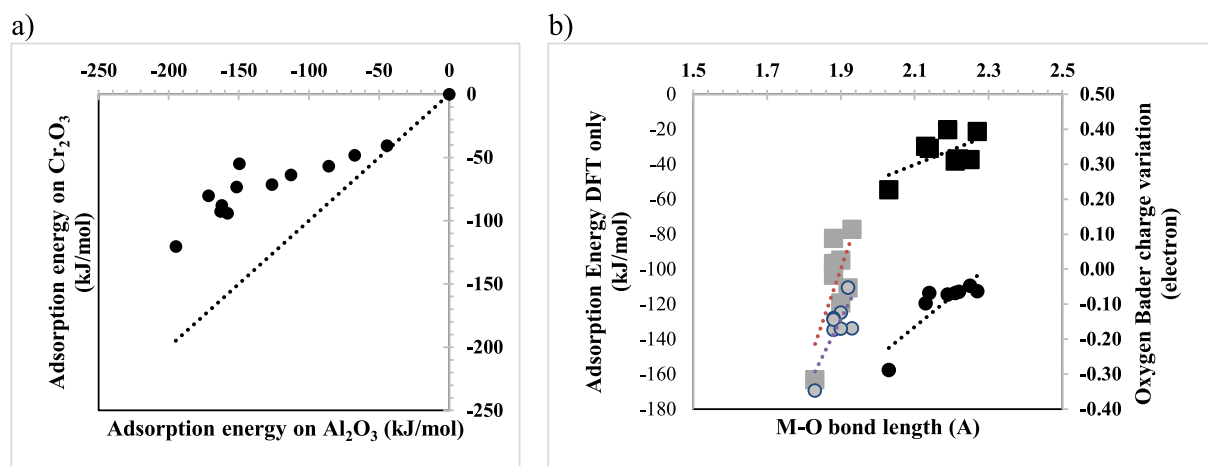 a)
-250 -200 -150 -100 -50 0
0
-50
-100
-150
-200
-250
Adsorption energy on Cr₂O₃
(kJ/mol)
Adsorption energy on Al₂O₃ (kJ/mol)
b)
1.5 1.7 1.9 2.1 2.3 2.5
0
-20
-40
-60
-80
-100
-120
-140
-160
-180
Adsorption Energy DFT only
(kJ/mol)
0.50
0.40
0.30
0.20
0.10
0.00
-0.10
-0.20
-0.30
-0.40
Oxygen Bader charge variation
(electron)
M-O bond length (A)